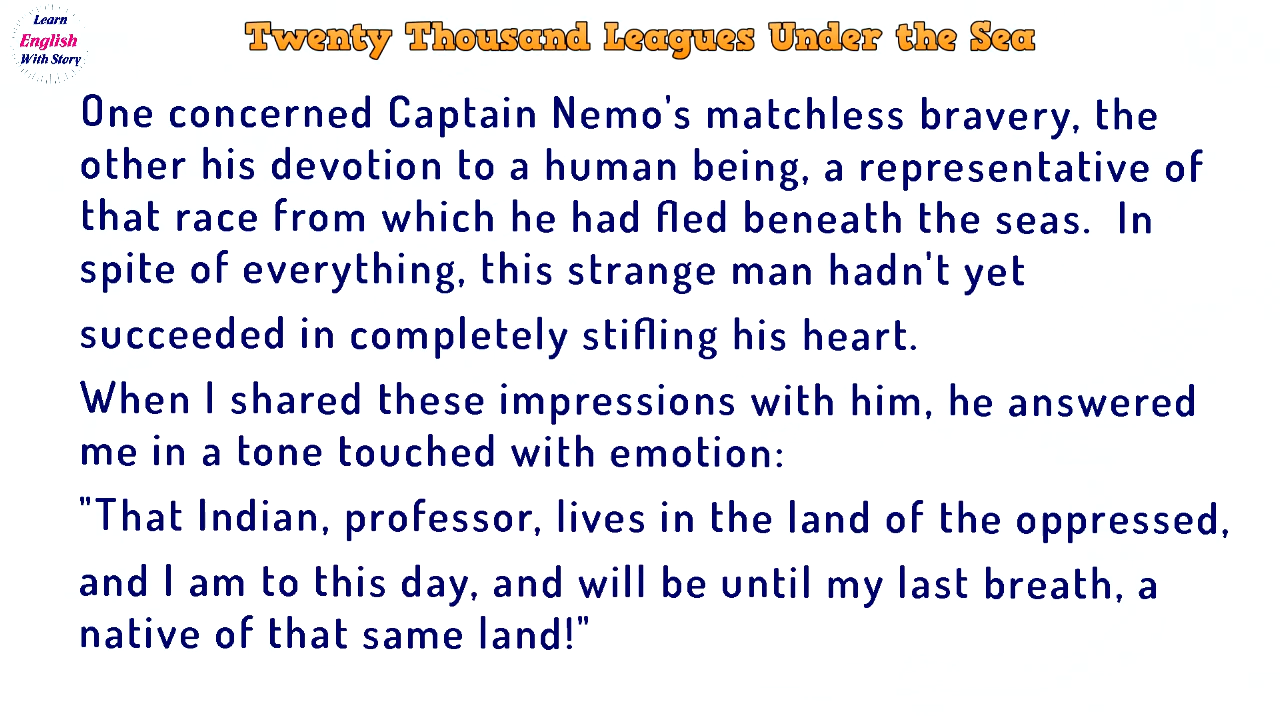 Learn
English
With Story
Twenty Thousand Leagues Under the Sea
One concerned Captain Nemo's matchless bravery, the
other his devotion to a human being, a representative of
that race from which he had fled beneath the seas.  In
spite of everything, this strange man hadn't yet
succeeded in completely stifling his heart.
When I shared these impressions with him, he answered
me in a tone touched with emotion:
"That Indian, professor, lives in the land of the oppressed,
and I am to this day, and will be until my last breath, a
native of that same land!"